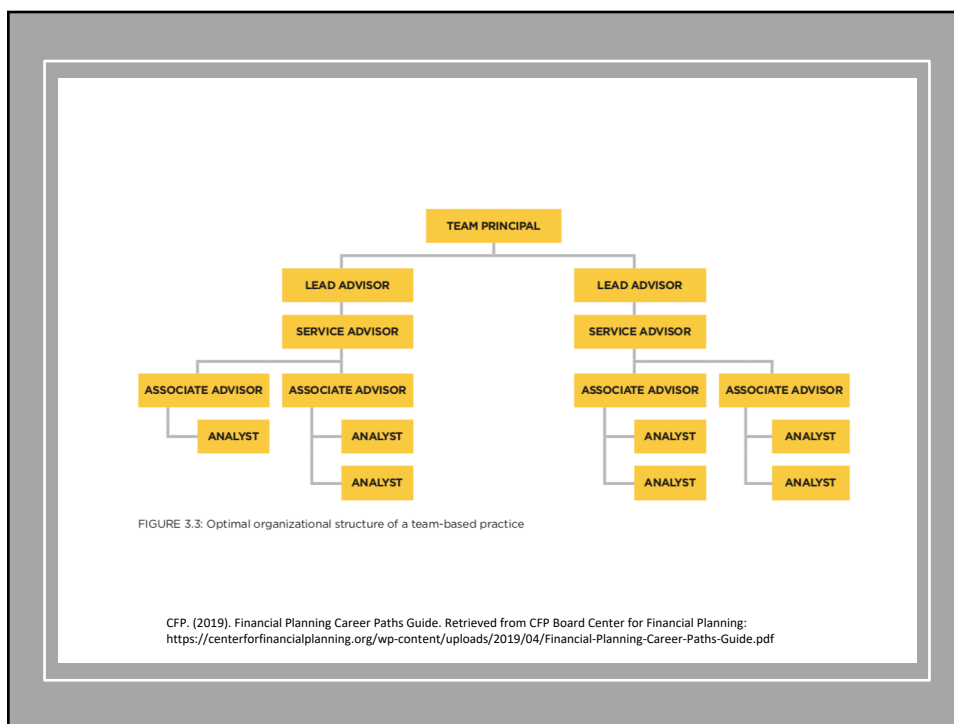 TEAM PRINCIPAL
LEAD ADVISOR
LEAD ADVISOR
SERVICE ADVISOR
SERVICE ADVISOR
ASSOCIATE ADVISOR
ASSOCIATE ADVISOR
ASSOCIATE ADVISOR
ASSOCIATE ADVISOR
ANALYST
ANALYST
ANALYST
ANALYST
ANALYST
ANALYST
ANALYST
FIGURE 3.3: Optimal organizational structure of a team-based practice
CFP. (2019). Financial Planning Career Paths Guide. Retrieved from CFP Board Center for Financial Planning:
https://centerforfinancialplanning.org/wp-content/uploads/2019/04/Financial-Planning-Career-Paths-Guide.pdf